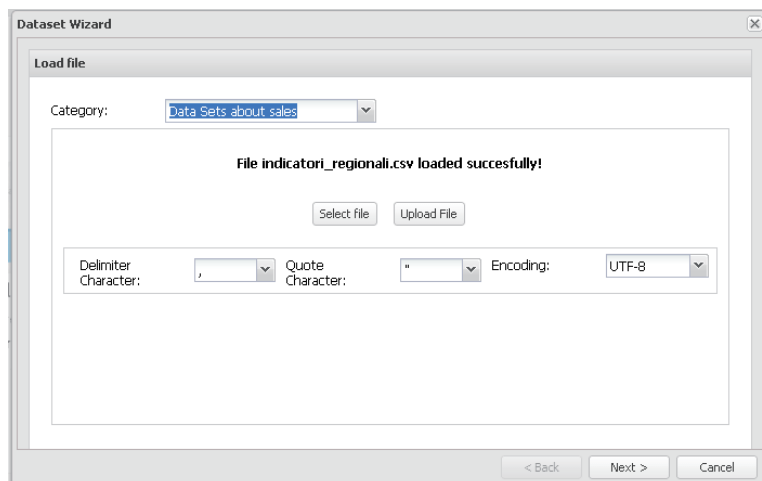 Dataset Wizard
Load file
Category: Data Sets about sales
File indicatori_regionali.csv loaded succesfully!
Select file Upload File
Delimiter Character: , Quote Character: " Encoding: UTF-8
< Back Next > Cancel